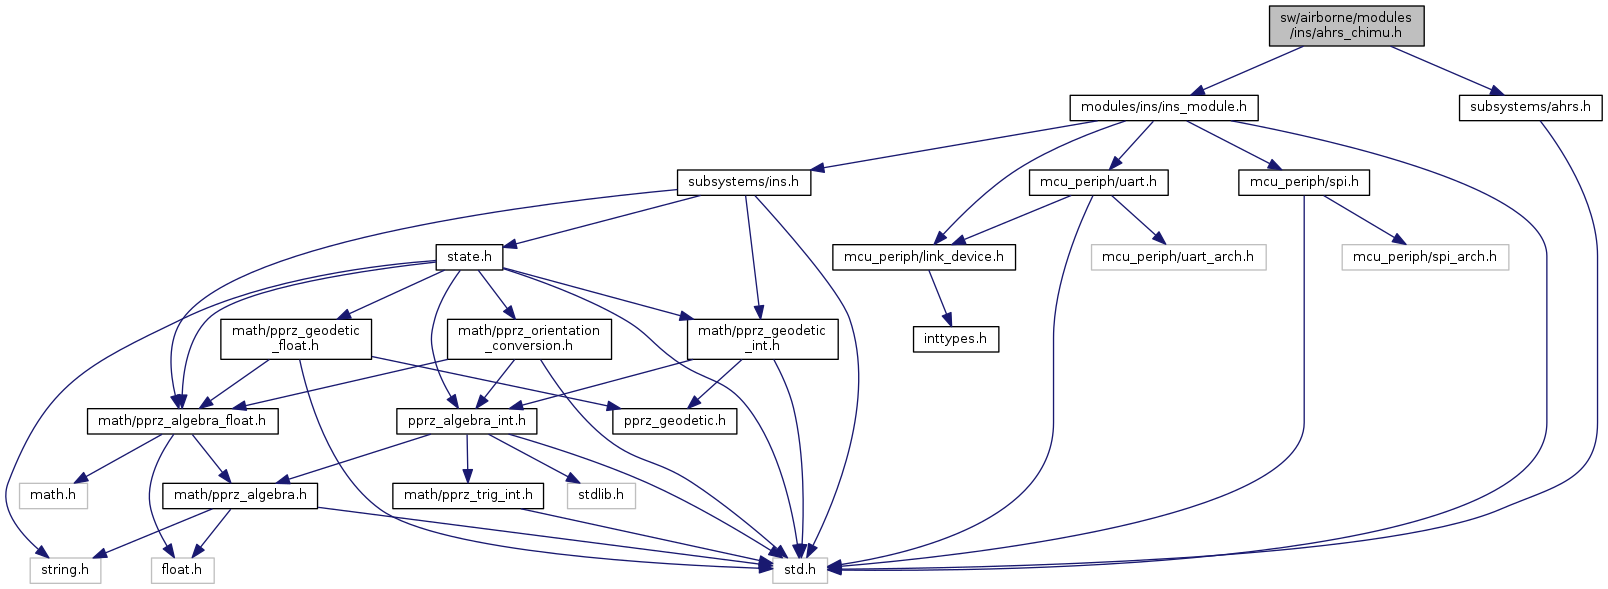 sw/airborne/modules
/ins/ahrs_chimu.h
modules/ins/ins_module.h
subsystems/ahrs.h
subsystems/ins.h
mcu_periph/uart.h
mcu_periph/spi.h
state.h
mcu_periph/link_device.h
mcu_periph/uart_arch.h
mcu_periph/spi_arch.h
math/pprz_geodetic
_float.h
math/pprz_orientation
_conversion.h
math/pprz_geodetic
_int.h
inttypes.h
math/pprz_algebra_float.h
pprz_algebra_int.h
pprz_geodetic.h
math.h
math/pprz_algebra.h
math/pprz_trig_int.h
stdlib.h
string.h
float.h
std.h